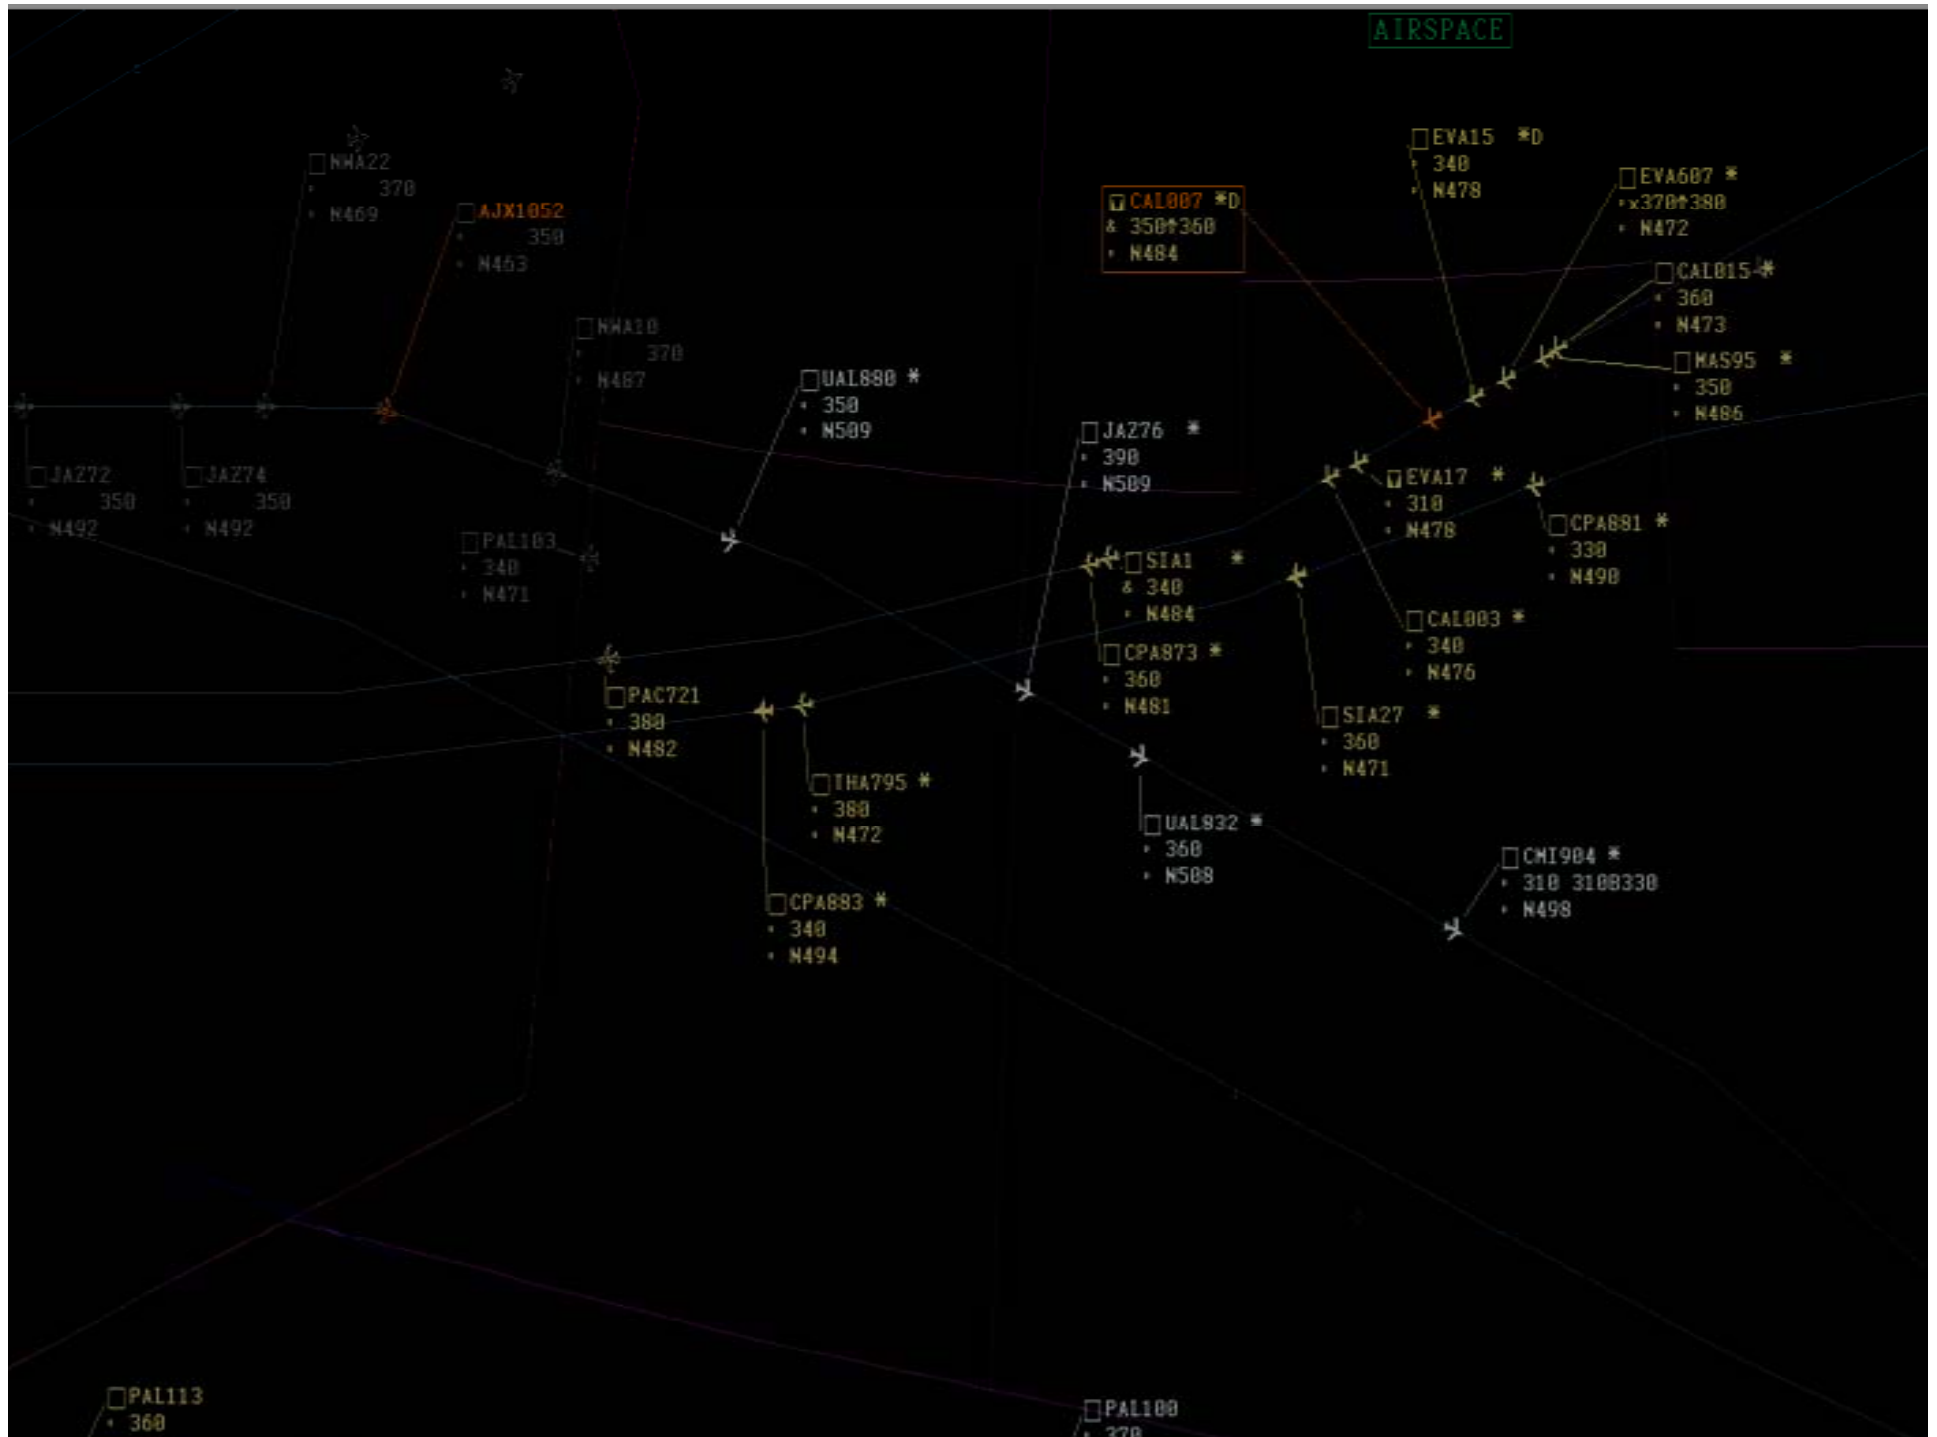 AIRSPACE
EVA15 *D
340
N478
NWA22
370
N469
EVA607 *
x370↑380
N472
CAL007 *D
& 350↑360
N484
AJX1052
350
N463
CAL015 *
360
N473
NWA10
370
N487
MAS95 *
350
N486
UAL880 *
350
N509
JAZ76 *
390
N509
JAZ72
350
N492
JAZ74
350
N492
EVA17 *
310
N478
CPA881 *
330
N490
PAL103
340
N471
SIA1 *
& 340
N484
CAL003 *
340
N476
CPA873 *
360
N481
PAC721
380
N482
SIA27 *
360
N471
THA795 *
380
N472
UAL832 *
360
N508
CMI904 *
310 310B330
N498
CPA883 *
340
N494
PAL113
360
PAL100
370